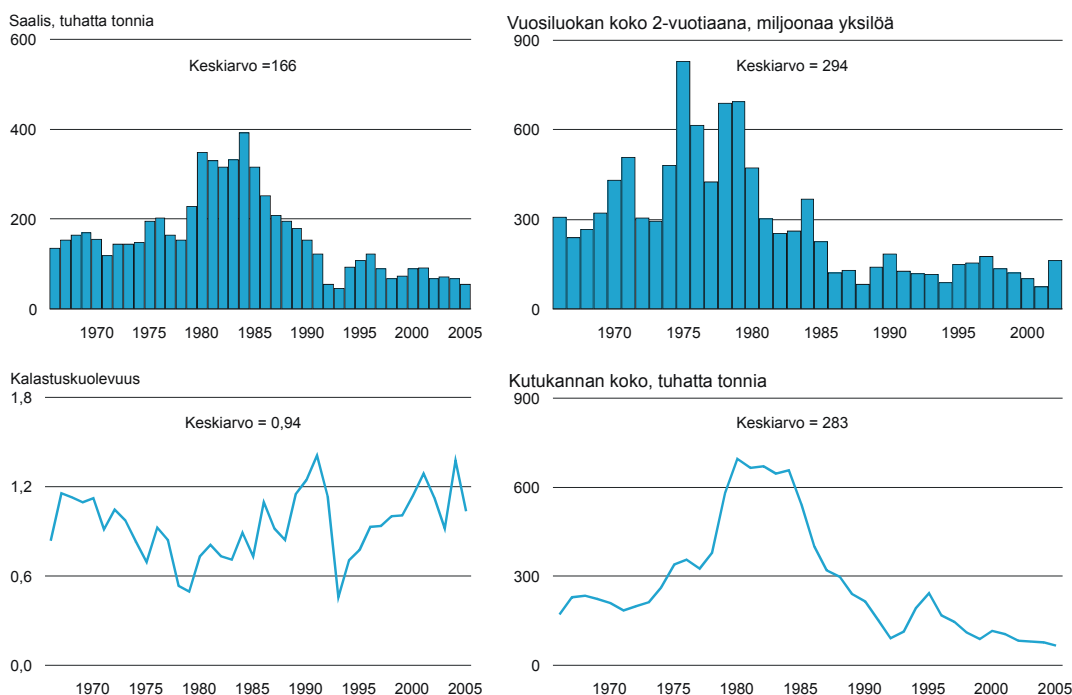 Saalis, tuhatta tonnia
600
Keskiarvo =166
400
200
0
1970 1975 1980 1985 1990 1995 2000 2005
Vuosiluokan koko 2-vuotiaana, miljoonaa yksilöä
900
Keskiarvo = 294
600
300
0
1970 1975 1980 1985 1990 1995 2000
Kalastuskuolevuus
1,8
Keskiarvo = 0,94
1,2
0,6
0,0
1970 1975 1980 1985 1990 1995 2000 2005
Kutukannan koko, tuhatta tonnia
900
Keskiarvo = 283
600
300
0
1970 1975 1980 1985 1990 1995 2000 2005